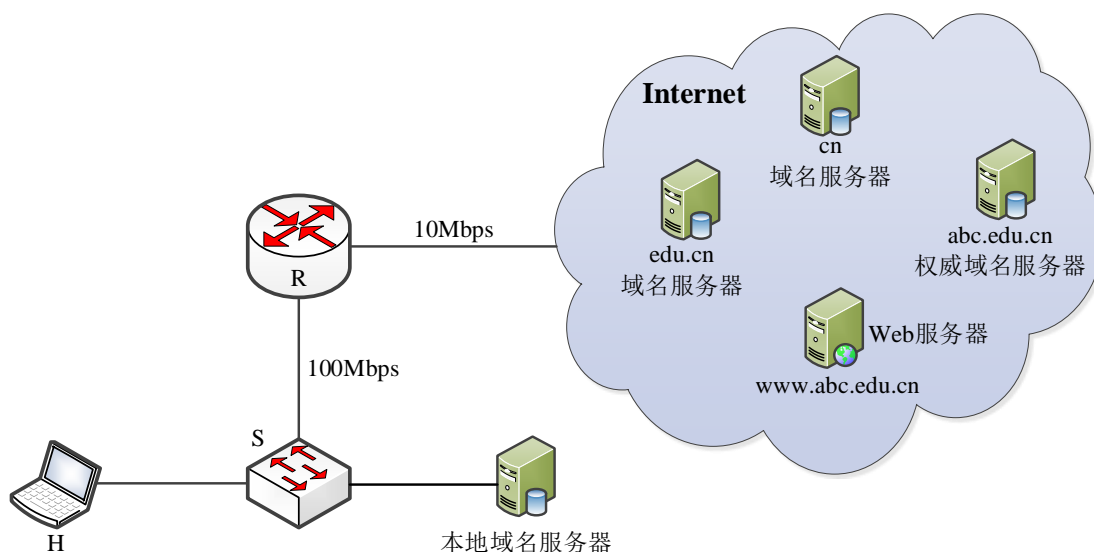 Internet
cn
域名服务器
edu.cn
域名服务器
abc.edu.cn
权威域名服务器
Web服务器
www.abc.edu.cn
10Mbps
R
100Mbps
S
H
本地域名服务器